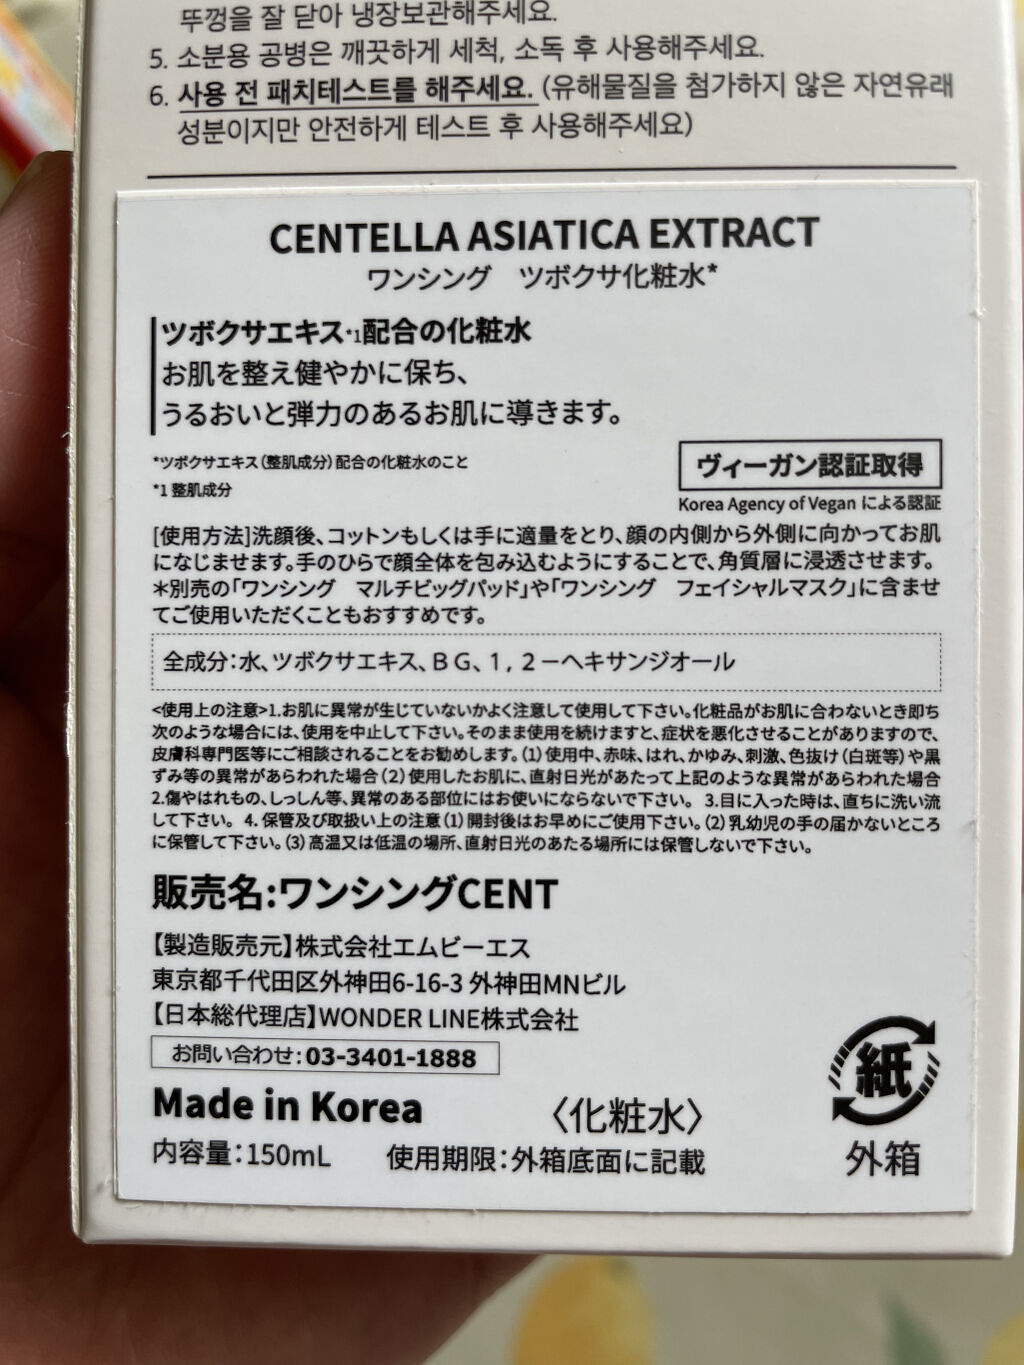 뚜껑을 잘 닫아 냉장보관해주세요.
5. 소분용 공병은 깨끗하게 세척, 소독 후 사용해주세요.
6. 사용 전 패치테스트를 해주세요. (유해물질을 첨가하지 않은 자연유래
성분이지만 안전하게 테스트 후 사용해주세요)
CENTELLA ASIATICA EXTRACT
ワンシング ツボクサ化粧水*
ツボクサエキス*1配合の化粧水
お肌を整え健やかに保ち、
うるおいと弾力のあるお肌に導きます。
*ツボクサエキス(整肌成分)配合の化粧水のこと
*1 整肌成分
ヴィーガン認証取得
Korea Agency of Vegan による認証
[使用方法]洗顔後、コットンもしくは手に適量をとり、顔の内側から外側に向かってお肌
になじませます。手のひらで顔全体を包み込むようにすることで、角質層に浸透させます。
＊別売の「ワンシング マルチビッグパッド」や「ワンシング フェイシャルマスク」に含ませ
てご使用いただくこともおすすめです。
全成分：水、ツボクサエキス、BG、1，2－ヘキサンジオール
<使用上の注意>1.お肌に異常が生じていないかよく注意して使用して下さい。化粧品がお肌に合わないとき即ち
次のような場合には、使用を中止して下さい。そのまま使用を続けますと、症状を悪化させることがありますので、
皮膚科専門医等にご相談されることをお勧めします。(1)使用中、赤味、はれ、かゆみ、刺激、色抜け(白斑等)や黒
ずみ等の異常があらわれた場合(2)使用したお肌に、直射日光があたって上記のような異常があらわれた場合
2.傷やはれもの、しっしん等、異常のある部位にはお使いにならないで下さい。 3.目に入った時は、直ちに洗い流
して下さい。 4. 保管及び取扱い上の注意(1)開封後はお早めにご使用下さい。(2)乳幼児の手の届かないところ
に保管して下さい。(3)高温又は低温の場所、直射日光のあたる場所には保管しないで下さい。
販売名:ワンシングCENT
【製造販売元】株式会社エムビーエス
東京都千代田区外神田6-16-3 外神田MNビル
【日本総代理店】WONDER LINE株式会社
お問い合わせ：03-3401-1888
Made in Korea
〈化粧水〉
紙
内容量：150mL 使用期限：外箱底面に記載
外箱